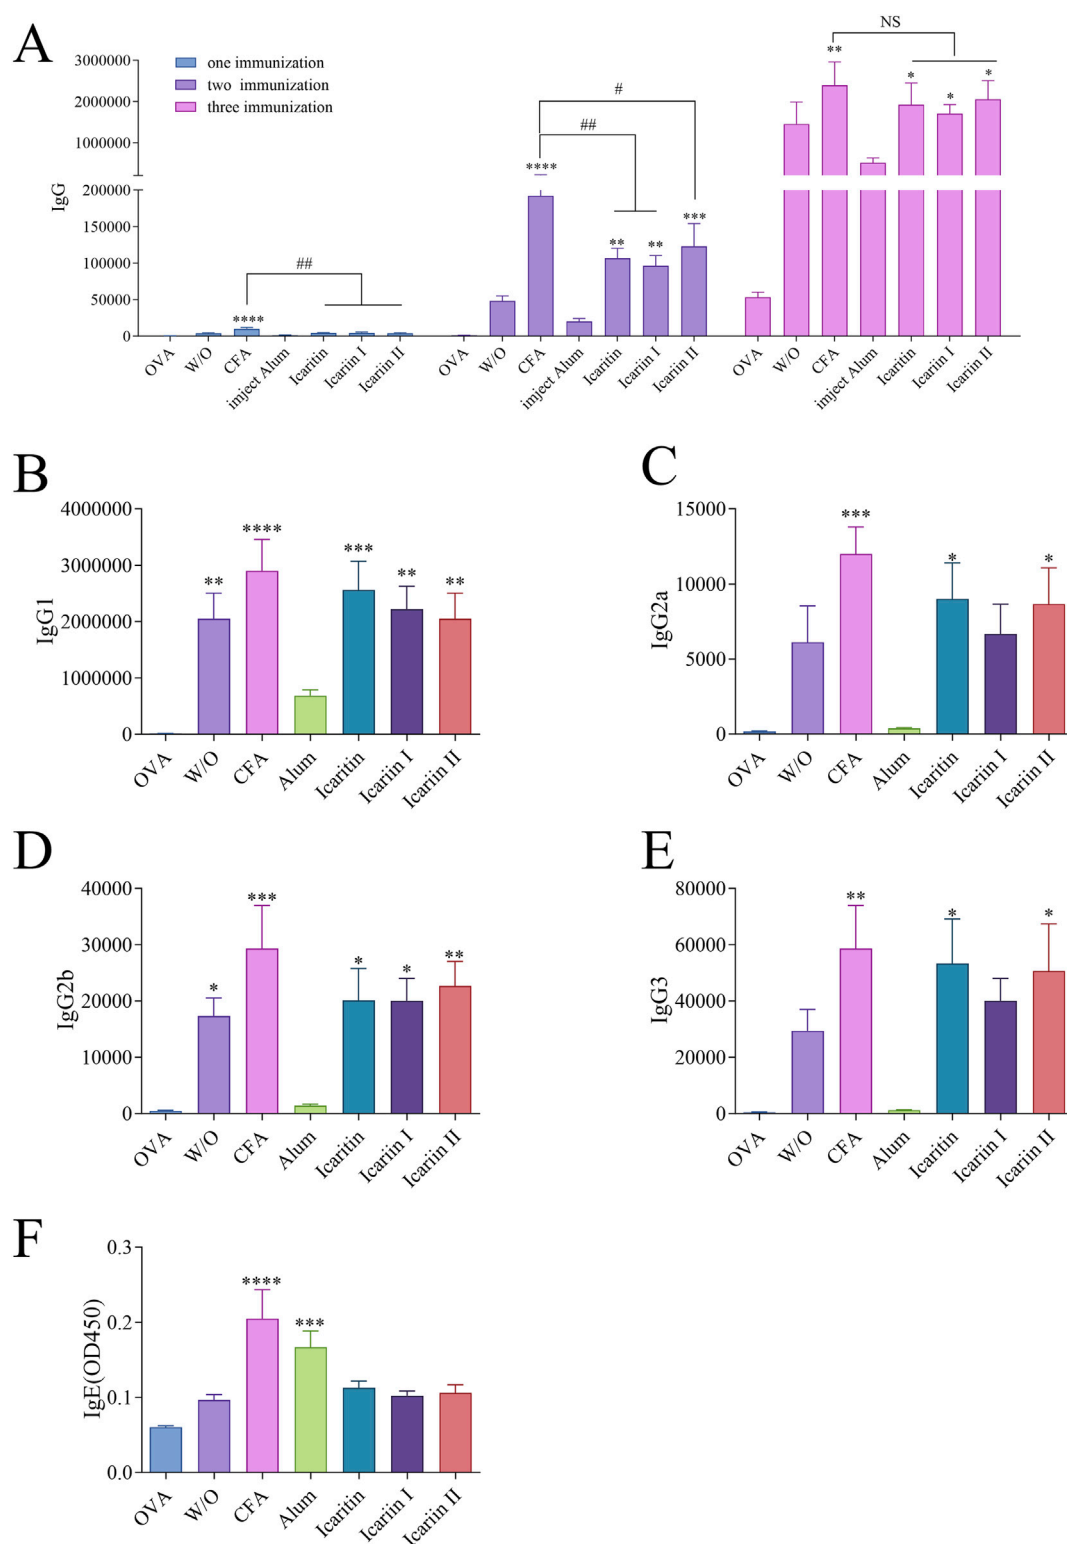 A
one immunization
two immunization
three immunization
IgG
3000000
2000000
1000000
200000
150000
100000
50000
0
****
##
****
##
#
**
**
***
**
NS
*
*
*
OVA
W/O
CFA
imject Alum
Icaritin
Icariin I
Icariin II
OVA
W/O
CFA
imject Alum
Icaritin
Icariin I
Icariin II
OVA
W/O
CFA
imject Alum
Icaritin
Icariin I
Icariin II
B
IgG1
4000000
3000000
2000000
1000000
0
**
****
***
**
**
OVA
W/O
CFA
Alum
Icaritin
Icariin I
Icariin II
C
IgG2a
15000
10000
5000
0
***
*
*
OVA
W/O
CFA
Alum
Icaritin
Icariin I
Icariin II
D
IgG2b
40000
30000
20000
10000
0
*
***
*
*
**
OVA
W/O
CFA
Alum
Icaritin
Icariin I
Icariin II
E
IgG3
80000
60000
40000
20000
0
**
*
*
OVA
W/O
CFA
Alum
Icaritin
Icariin I
Icariin II
F
IgE(OD450)
0.3
0.2
0.1
0.0
****
***
OVA
W/O
CFA
Alum
Icaritin
Icariin I
Icariin II